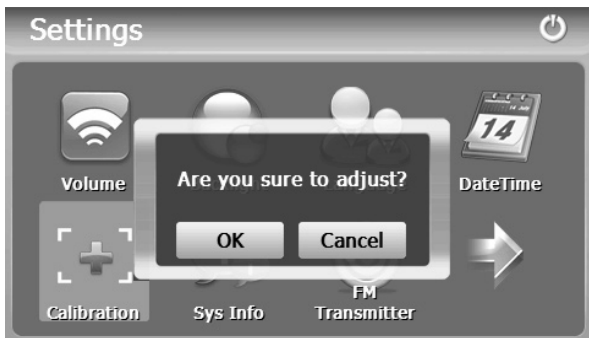 Settings
14
Volume
DateTime
Are you sure to adjust?
OK
Cancel
Calibration
Sys Info
FM
Transmitter